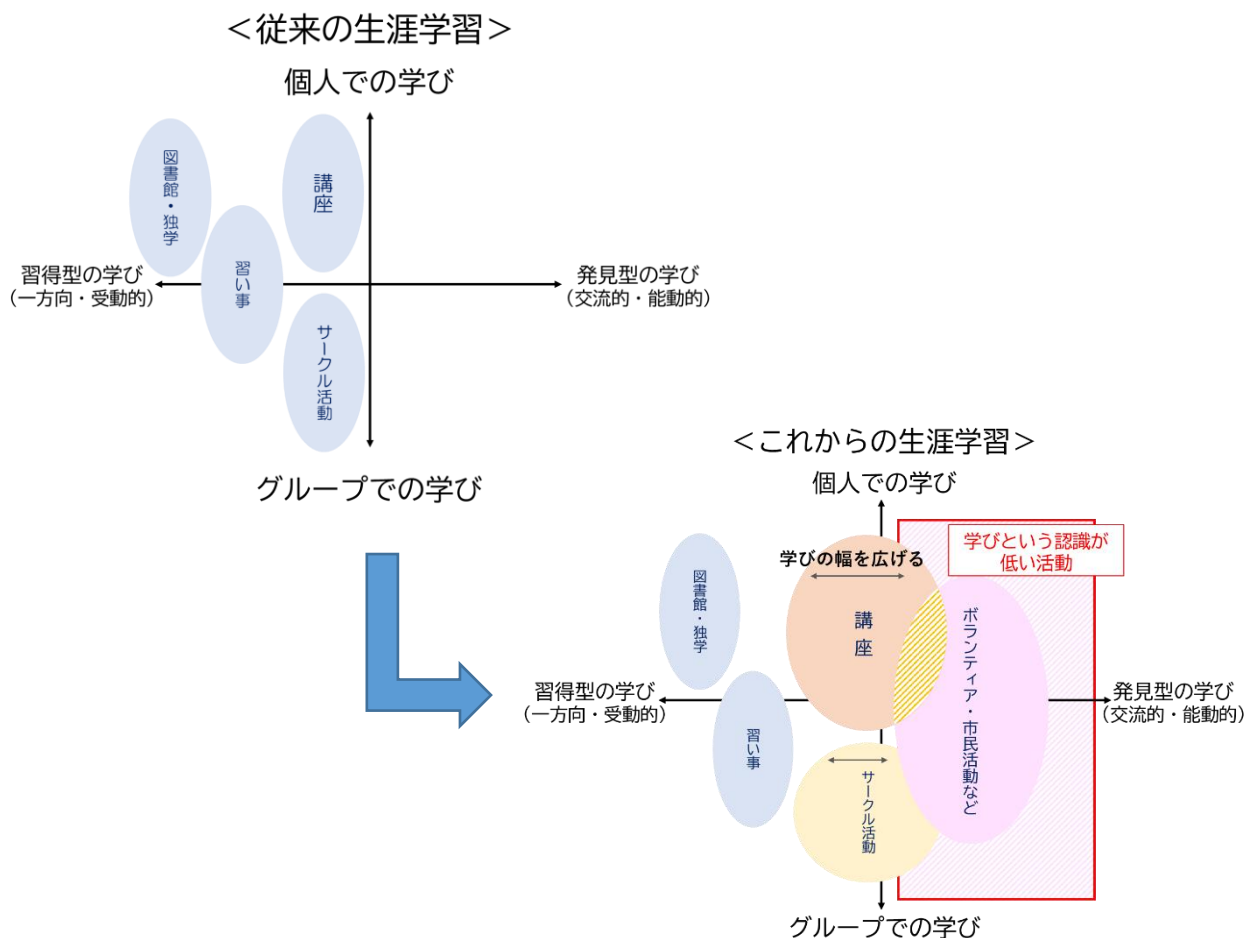 ＜従来の生涯学習＞
個人での学び
図書館・独学
講座
習い事
習得型の学び
（一方向・受動的）
発見型の学び
（交流的・能動的）
サークル活動
グループでの学び
＜これからの生涯学習＞
個人での学び
学びという認識が
低い活動
学びの幅を広げる
図書館・独学
講座
ボランティア・市民活動など
習得型の学び
（一方向・受動的）
発見型の学び
（交流的・能動的）
習い事
サークル活動
グループでの学び